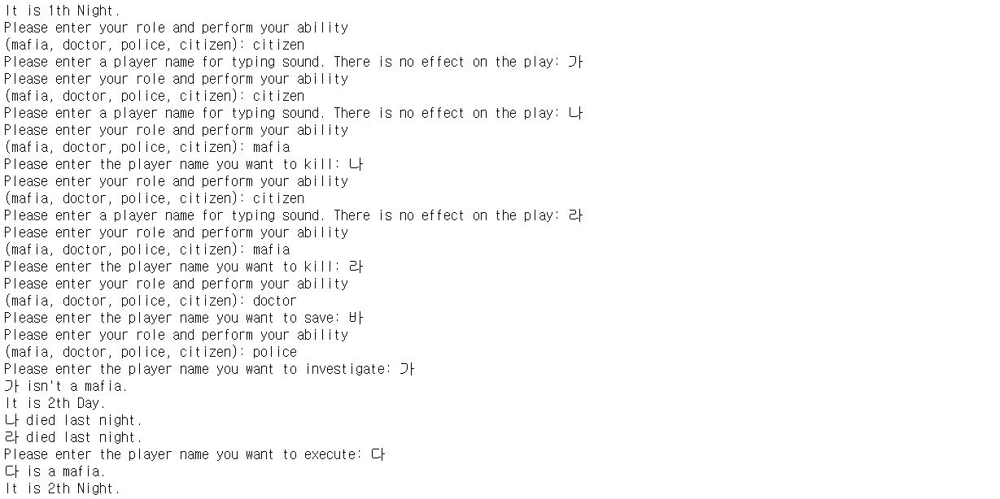 It is 1th Night.
Please enter your role and perform your ability
(mafia, doctor, police, citizen): citizen
Please enter a player name for typing sound. There is no effect on the play: 가
Please enter your role and perform your ability
(mafia, doctor, police, citizen): citizen
Please enter a player name for typing sound. There is no effect on the play: 나
Please enter your role and perform your ability
(mafia, doctor, police, citizen): mafia
Please enter the player name you want to kill: 나
Please enter your role and perform your ability
(mafia, doctor, police, citizen): citizen
Please enter a player name for typing sound. There is no effect on the play: 라
Please enter your role and perform your ability
(mafia, doctor, police, citizen): mafia
Please enter the player name you want to kill: 라
Please enter your role and perform your ability
(mafia, doctor, police, citizen): doctor
Please enter the player name you want to save: 바
Please enter your role and perform your ability
(mafia, doctor, police, citizen): police
Please enter the player name you want to investigate: 가
가 isn't a mafia.
It is 2th Day.
나 died last night.
라 died last night.
Please enter the player name you want to execute: 다
다 is a mafia.
It is 2th Night.